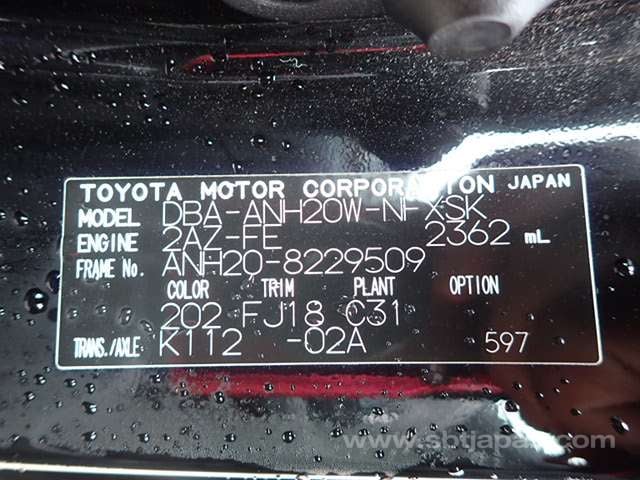 TOYOTA MOTOR CORPORATION JAPAN
MODEL DBA-ANH20W-NFXSK
ENGINE 2AZ-FE 2362 mL
FRAME No. ANH20-8229509
COLOR TRIM PLANT OPTION
202 FJ18 C31
TRANS./AXLE K112 -02A 597
www.sbtjapan.com